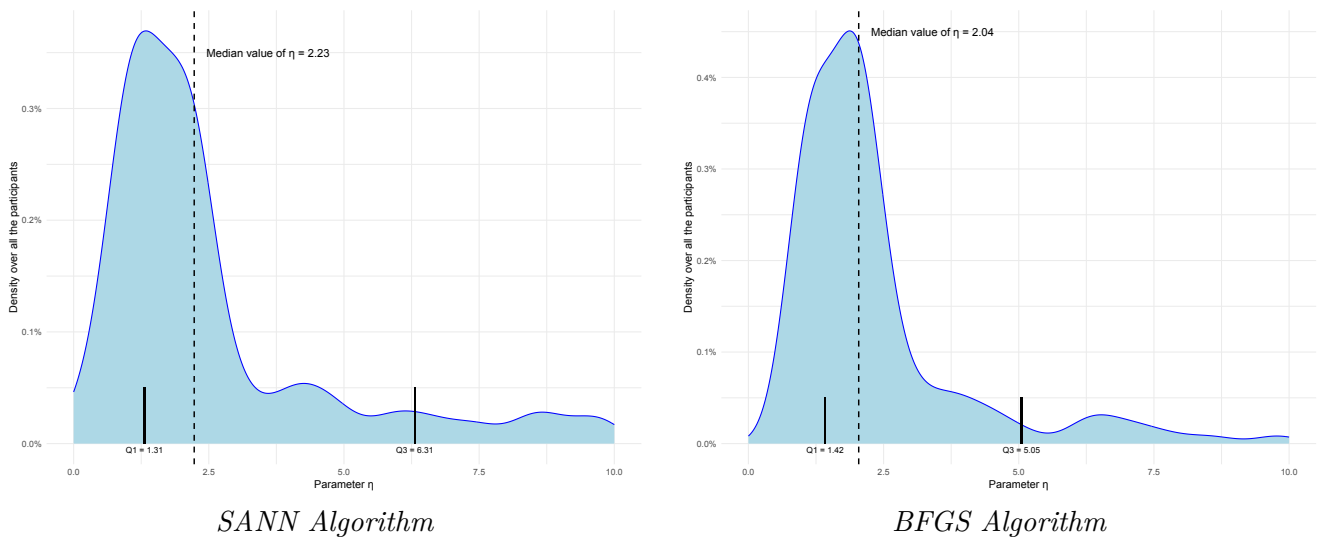 Median value of η = 2.23
Density over all the participants
0.3%
0.2%
0.1%
0.0%
Q1 = 1.31
Q3 = 6.31
0.0
2.5
5.0
7.5
10.0
Parameter η
SANN Algorithm
Median value of η = 2.04
Density over all the participants
0.4%
0.3%
0.2%
0.1%
0.0%
Q1 = 1.42
Q3 = 5.05
0.0
2.5
5.0
7.5
10.0
Parameter η
BFGS Algorithm